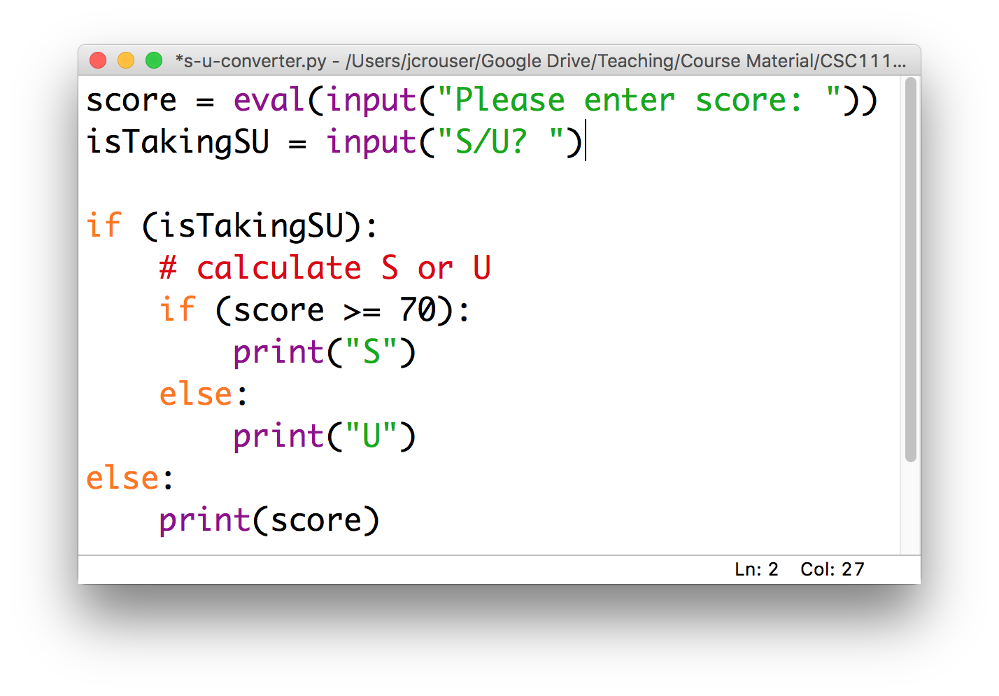 *s-u-converter.py - /Users/jcrouser/Google Drive/Teaching/Course Material/CSC111...
score = eval(input("Please enter score: "))
isTakingSU = input("S/U? ")
if (isTakingSU):
    # calculate S or U
    if (score >= 70):
        print("S")
    else:
        print("U")
else:
    print(score)
Ln: 2 Col: 27